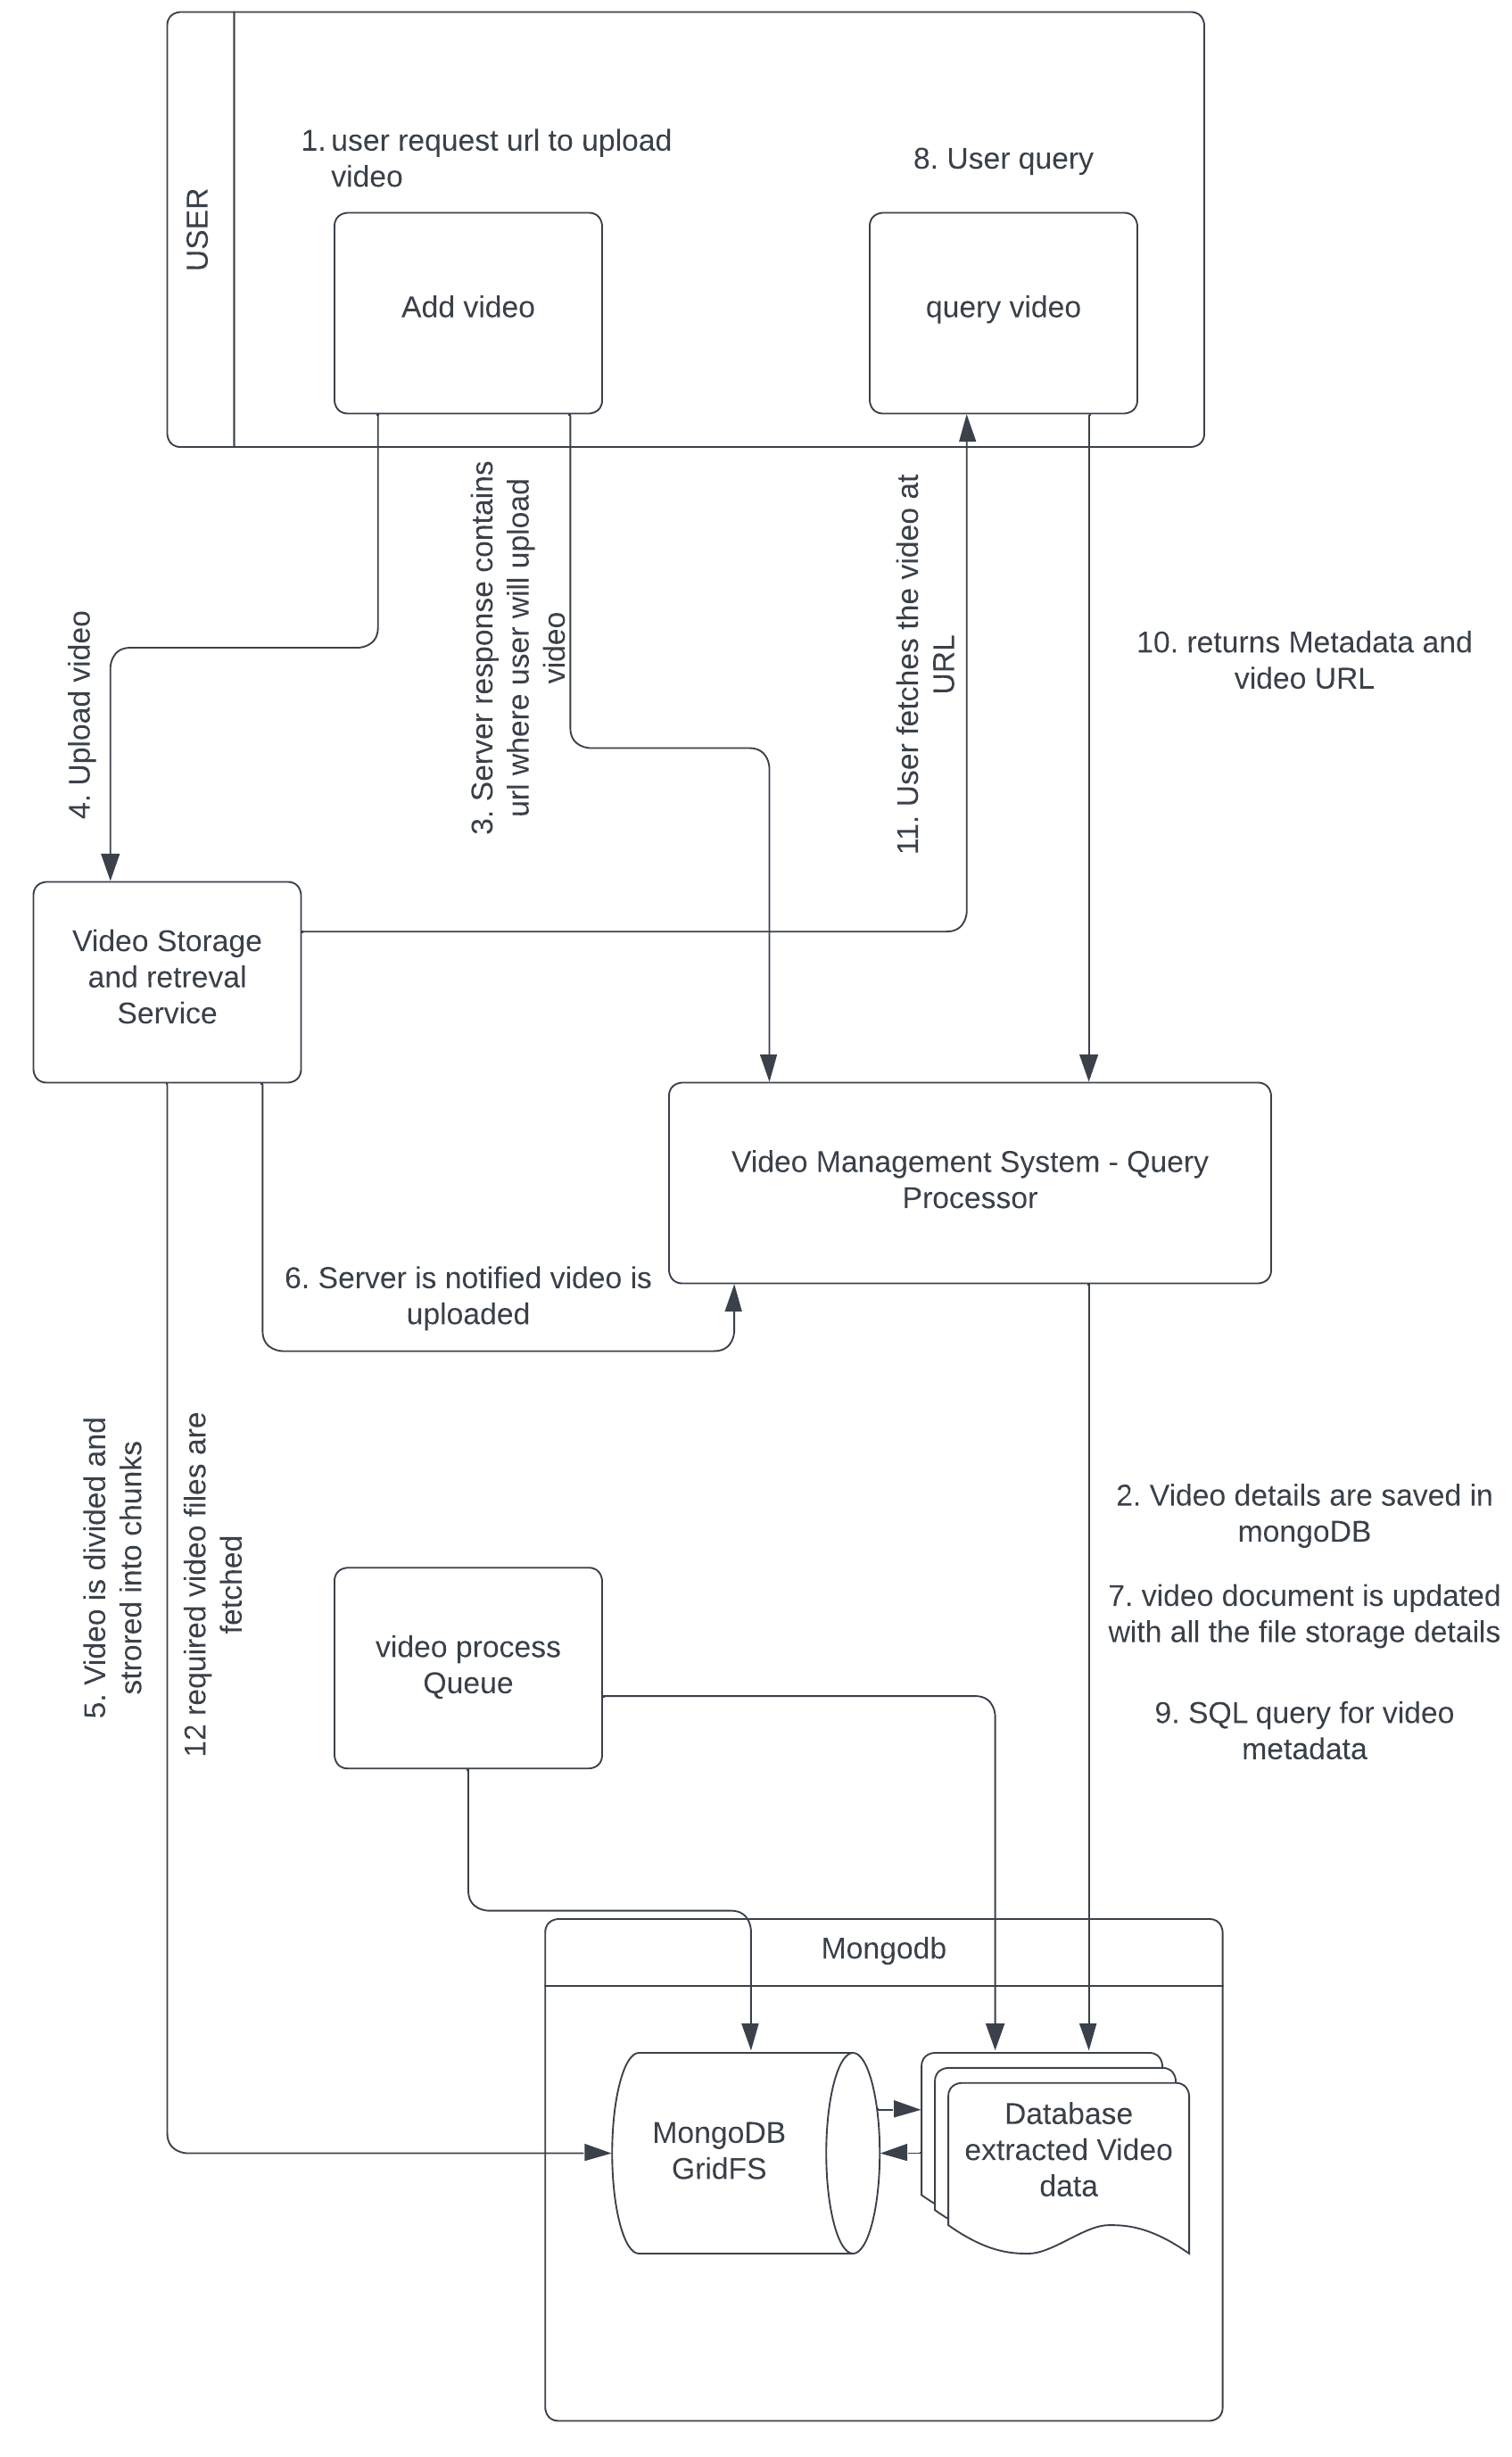 USER
1. user request url to upload
video
8. User query
Add video
query video
4. Upload video
3. Server response contains
url where user will upload
video
11. User fetches the video at
URL
10. returns Metadata and
video URL
Video Storage
and retreval
Service
Video Management System - Query
Processor
6. Server is notified video is
uploaded
5. Video is divided and
strored into chunks
12 required video files are
fetched
2. Video details are saved in
mongoDB
7. video document is updated
with all the file storage details
9. SQL query for video
metadata
video process
Queue
Mongodb
MongoDB
GridFS
Database
extracted Video
data